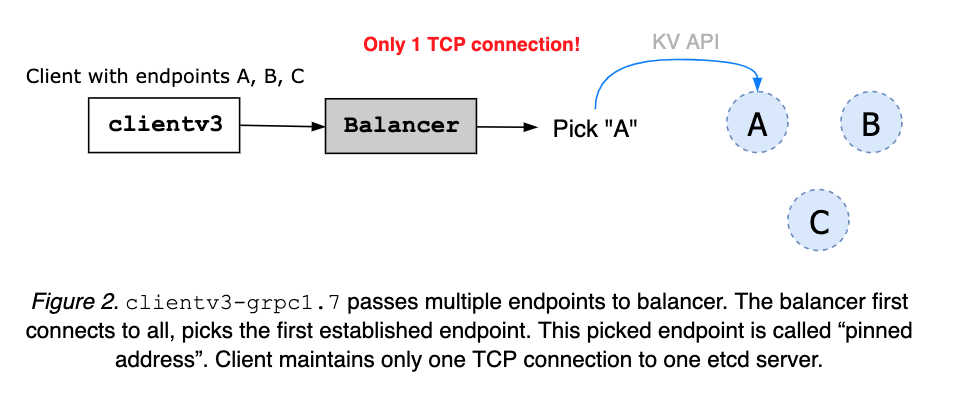 Only 1 TCP connection!
KV API
Client with endpoints A, B, C
clientv3
Balancer
Pick "A"
A
B
C
Figure 2. clientv3-grpc1.7 passes multiple endpoints to balancer. The balancer first
connects to all, picks the first established endpoint. This picked endpoint is called “pinned
address”. Client maintains only one TCP connection to one etcd server.